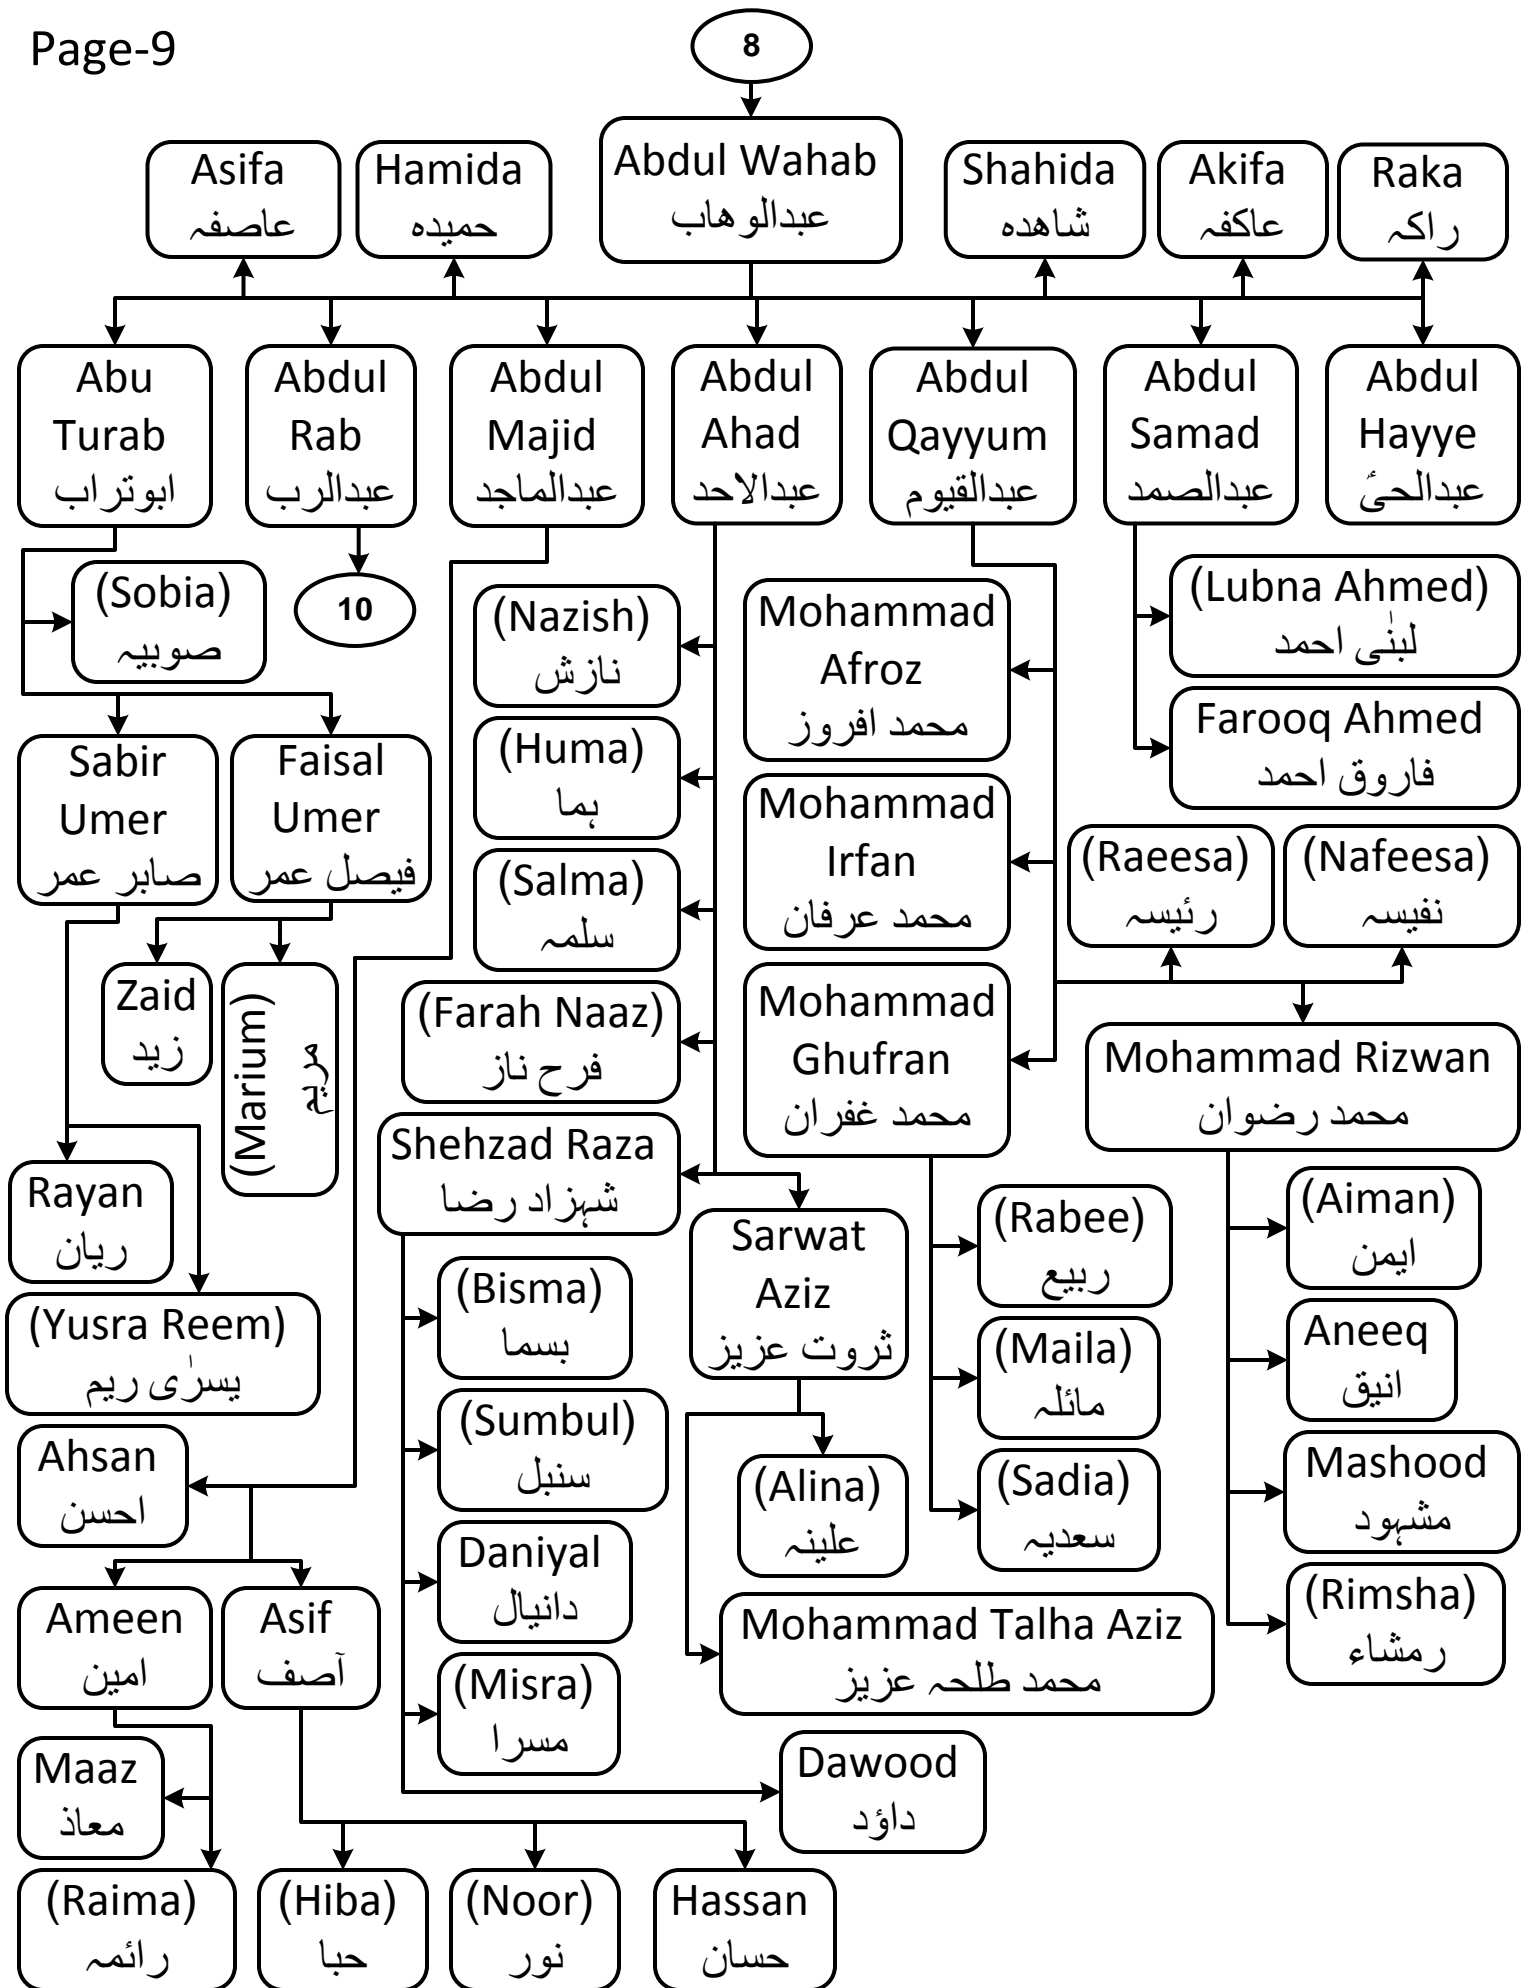 Page-9
8
Asifa
عاصفہ
Hamida
حمیدہ
Abdul Wahab
عبدالوھاب
Shahida
شاھدہ
Akifa
عاکفہ
Raka
راکہ
Abu
Turab
ابوتراب
Abdul
Rab
عبدالرب
Abdul
Majid
عبدالماجد
Abdul
Ahad
عبدالاحد
Abdul
Qayyum
عبدالقیوم
Abdul
Samad
عبدالصمد
Abdul
Hayye
عبدالحیؑ
(Sobia)
صوبیہ
10
(Nazish)
نازش
Mohammad
Afroz
محمد افروز
(Lubna Ahmed)
لبنٰی احمد
Farooq Ahmed
فاروق احمد
Sabir
Umer
صابر عمر
Faisal
Umer
فیصل عمر
(Huma)
ہما
Mohammad
Irfan
محمد عرفان
(Raeesa)
رئیسہ
(Nafeesa)
نفیسہ
(Salma)
سلمہ
Zaid
زید
(Marium)
مریم
(Farah Naaz)
فرح ناز
Mohammad
Ghufran
محمد غفران
Mohammad Rizwan
محمد رضوان
Shehzad Raza
شہزاد رضا
Rayan
ریان
(Yusra Reem)
یسرٰی ریم
(Bisma)
بسما
Sarwat
Aziz
ثروت عزیز
(Rabee)
ربیع
(Aiman)
ایمن
(Maila)
مائلہ
Aneeq
انیق
Ahsan
احسن
(Sumbul)
سنبل
(Alina)
علینہ
(Sadia)
سعدیہ
Mashood
مشہود
Ameen
امین
Asif
آصف
Daniyal
دانیال
Mohammad Talha Aziz
محمد طلحہ عزیز
(Rimsha)
رمشاء
(Misra)
مسرا
Maaz
معاذ
Dawood
داؤد
(Raima)
رائمہ
(Hiba)
حبا
(Noor)
نور
Hassan
حسان